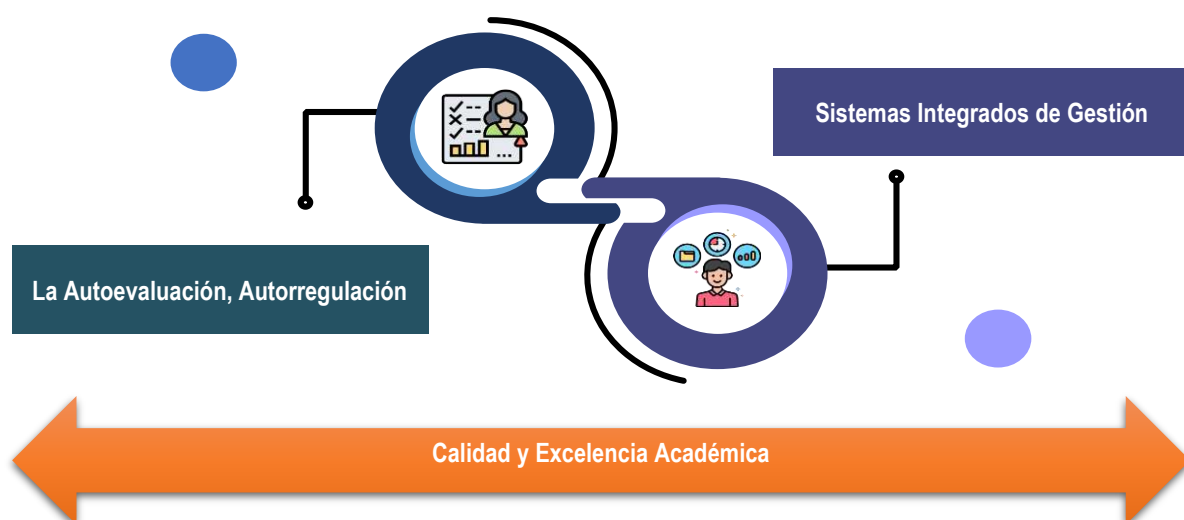 Sistemas Integrados de Gestión
La Autoevaluación, Autorregulación
Calidad y Excelencia Académica